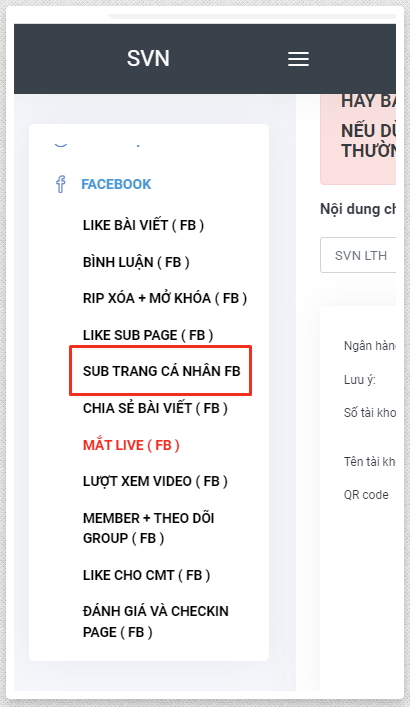 SVN
FACEBOOK
LIKE BÀI VIẾT ( FB )
BÌNH LUẬN ( FB )
RIP XÓA + MỞ KHÓA ( FB )
LIKE SUB PAGE ( FB )
SUB TRANG CÁ NHÂN FB
CHIA SẺ BÀI VIẾT ( FB )
MẮT LIVE ( FB )
LƯỢT XEM VIDEO ( FB )
MEMBER + THEO DÕI
GROUP ( FB )
LIKE CHO CMT ( FB )
ĐÁNH GIÁ VÀ CHECKIN
PAGE ( FB )
HAY BA
NẾU DÙ
THƯỜN
Nội dung ch
SVN LTH
Ngân hàng
Lưu ý:
Số tài kho
Tên tài kh
QR code